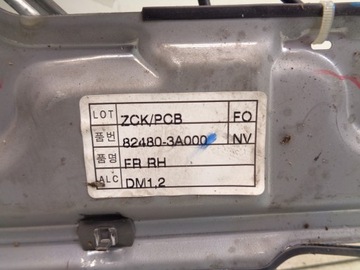 LOT ZCK/PCB FO
품번 82480-3A000 NV
품명 FR RH
ALC DM1,2